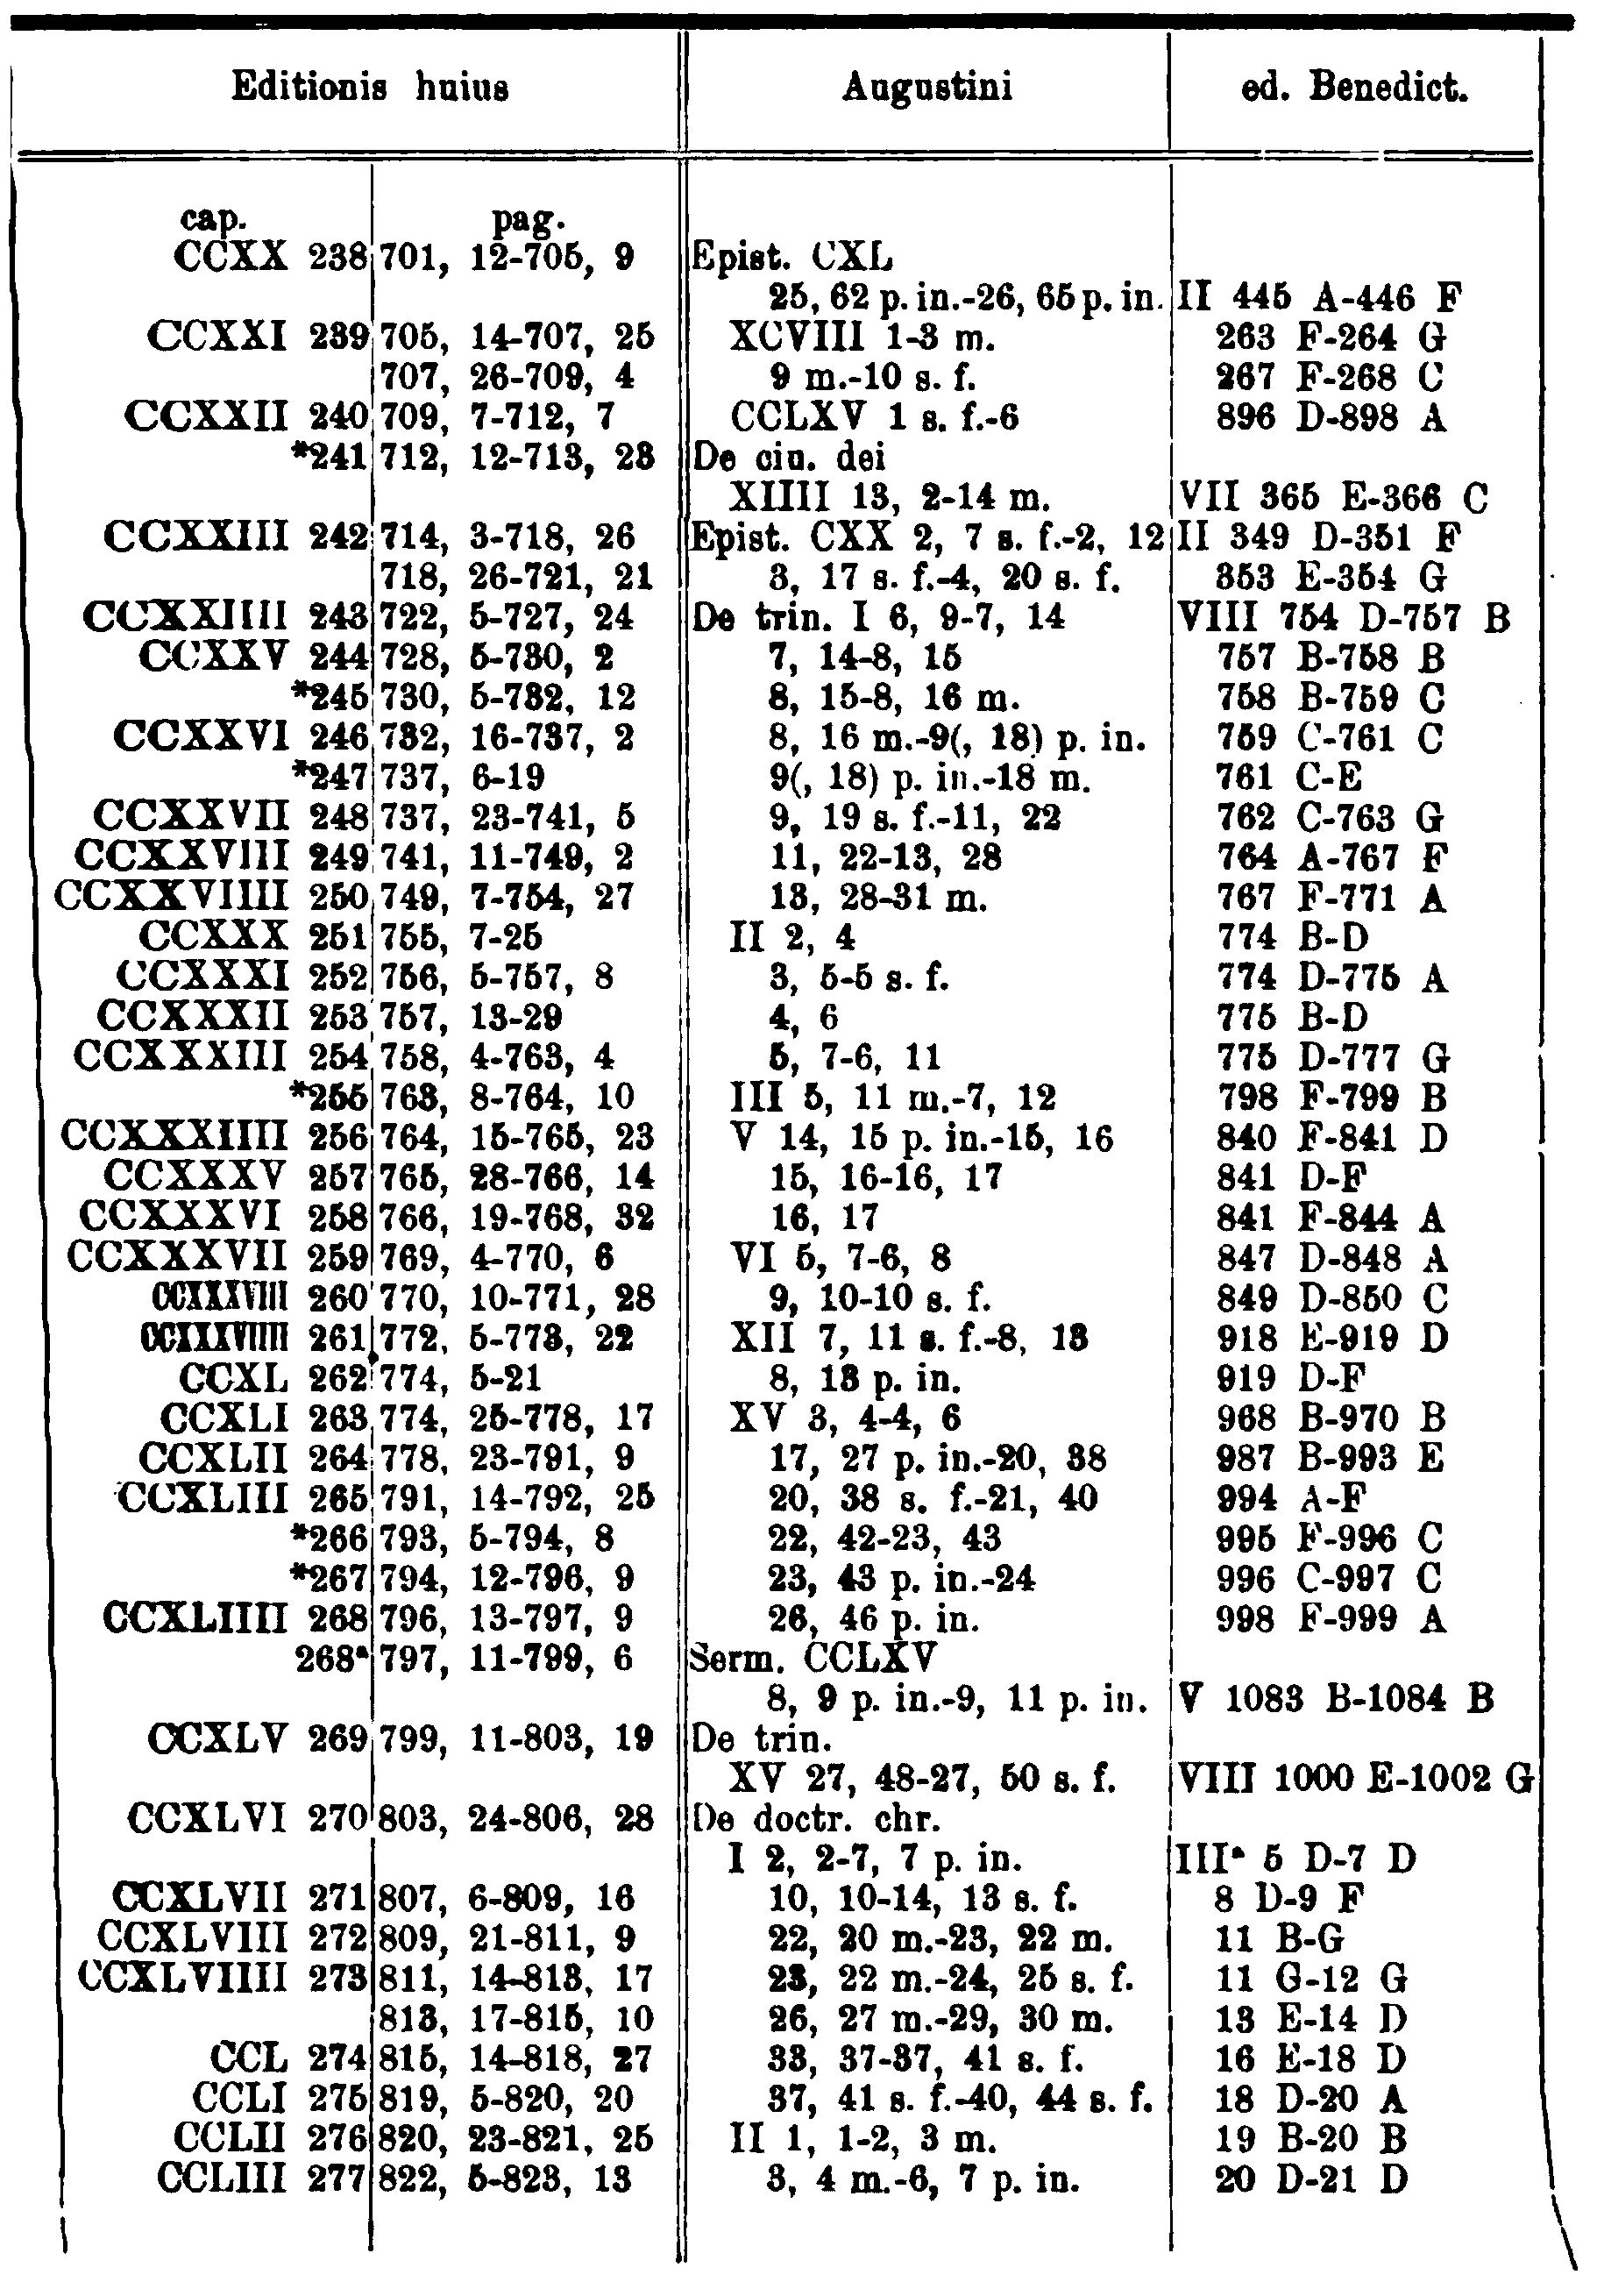 Editionis huius Augustini ed. Benedict.
cap. pag.
CCXX 238 701, 12-705, 9 Epist. CXL
25, 62 p. in.-26, 65 p. in. II 445 A-446 F
CCXXI 239 705, 14-707, 25 XCVIII 1-3 m. 263 F-264 G
707, 26-709, 4 9 m.-10 s. f. 267 F-268 C
CCXXII 240 709, 7-712, 7 CCLXV 1 s. f.-6 896 D-898 A
*241 712, 12-713, 23 De ciu. dei
XIIII 13, 2-14 m. VII 365 E-366 C
CCXXIII 242 714, 3-718, 26 Epist. CXX 2, 7 s. f.-2, 12 II 349 D-351 F
718, 26-721, 21 3, 17 s. f.-4, 20 s. f. 353 E-354 G
CCXXIIII 243 722, 5-727, 24 De trin. I 6, 9-7, 14 VIII 754 D-757 B
CCXXV 244 728, 5-730, 2 7, 14-8, 15 757 B-758 B
*245 730, 5-732, 12 8, 15-8, 16 m. 758 B-759 C
CCXXVI 246 732, 16-737, 2 8, 16 m.-9(, 18) p. in. 759 C-761 C
*247 737, 6-19 9(, 18) p. in.-18 m. 761 C-E
CCXXVII 248 737, 23-741, 5 9, 19 s. f.-11, 22 762 C-763 G
CCXXVIII 249 741, 11-749, 2 11, 22-13, 28 764 A-767 F
CCXXVIIII 250 749, 7-754, 27 13, 28-31 m. 767 F-771 A
CCXXX 251 755, 7-25 II 2, 4 774 B-D
CCXXXI 252 756, 5-757, 8 3, 5-5 s. f. 774 D-775 A
CCXXXII 253 757, 13-29 4, 6 775 B-D
CCXXXIII 254 758, 4-763, 4 5, 7-6, 11 775 D-777 G
*255 763, 8-764, 10 III 5, 11 m.-7, 12 798 F-799 B
CCXXXIIII 256 764, 15-765, 23 V 14, 15 p. in.-15, 16 840 F-841 D
CCXXXV 257 765, 28-766, 14 15, 16-16, 17 841 D-F
CCXXXVI 258 766, 19-768, 32 16, 17 841 F-844 A
CCXXXVII 259 769, 4-770, 6 VI 5, 7-6, 8 847 D-848 A
CCXXXVIII 260 770, 10-771, 28 9, 10-10 s. f. 849 D-850 C
CCXXXVIIII 261 772, 5-773, 22 XII 7, 11 s. f.-8, 13 918 E-919 D
CCXL 262 774, 5-21 8, 13 p. in. 919 D-F
CCXLI 263 774, 25-778, 17 XV 3, 4-4, 6 968 B-970 B
CCXLII 264 778, 23-791, 9 17, 27 p. in.-20, 38 987 B-993 E
CCXLIII 265 791, 14-792, 25 20, 38 s. f.-21, 40 994 A-F
*266 793, 5-794, 8 22, 42-23, 43 995 F-996 C
*267 794, 12-796, 9 23, 43 p. in.-24 996 C-997 C
CCXLIIII 268 796, 13-797, 9 26, 46 p. in. 998 F-999 A
268ᵃ 797, 11-799, 6 Serm. CCLXV
8, 9 p. in.-9, 11 p. in. V 1083 B-1084 B
CCXLV 269 799, 11-803, 19 De trin.
XV 27, 48-27, 50 s. f. VIII 1000 E-1002 G
CCXLVI 270 803, 24-806, 28 De doctr. chr.
I 2, 2-7, 7 p. in. IIIᵃ 5 D-7 D
CCXLVII 271 807, 6-809, 16 10, 10-14, 13 s. f. 8 D-9 F
CCXLVIII 272 809, 21-811, 9 22, 20 m.-23, 22 m. 11 B-G
CCXLVIIII 273 811, 14-813, 17 23, 22 m.-24, 25 s. f. 11 G-12 G
813, 17-815, 10 26, 27 m.-29, 30 m. 13 E-14 D
CCL 274 815, 14-818, 27 33, 37-37, 41 s. f. 16 E-18 D
CCLI 275 819, 5-820, 20 37, 41 s. f.-40, 44 s. f. 18 D-20 A
CCLII 276 820, 23-821, 25 II 1, 1-2, 3 m. 19 B-20 B
CCLIII 277 822, 5-823, 13 3, 4 m.-6, 7 p. in. 20 D-21 D